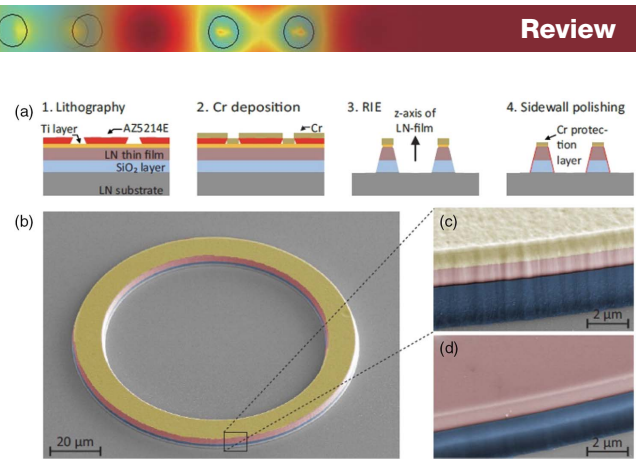 Review
(a)
1. Lithography
2. Cr deposition
3. RIE
4. Sidewall polishing
Ti layer
AZ5214E
Cr
z-axis of
LN-film
Cr protec-
tion
layer
LN thin film
SiO₂ layer
LN substrate
(b)
20 µm
(c)
2 µm
(d)
2 µm